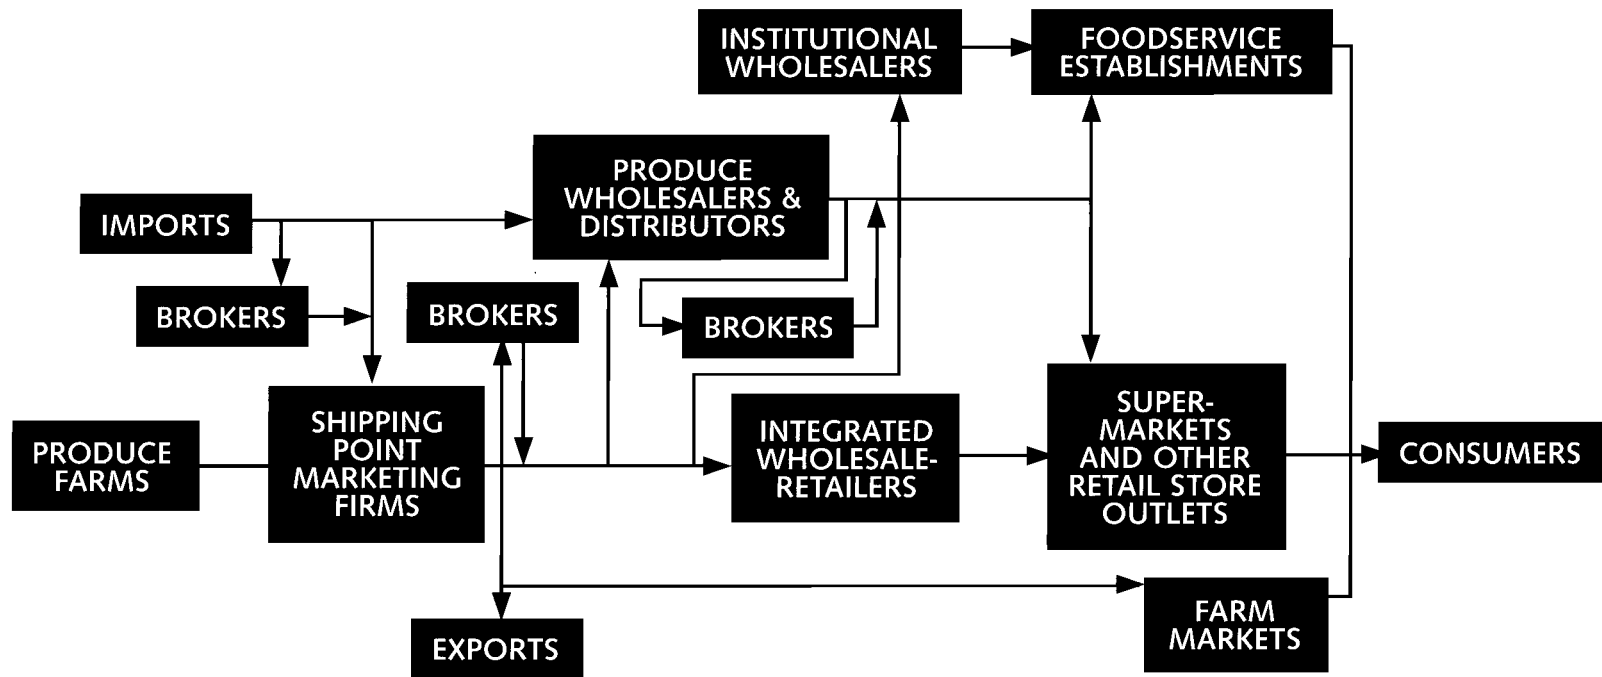 INSTITUTIONAL
WHOLESALERS
FOODSERVICE
ESTABLISHMENTS
PRODUCE
WHOLESALERS &
DISTRIBUTORS
IMPORTS
BROKERS
BROKERS
BROKERS
PRODUCE
FARMS
SHIPPING
POINT
MARKETING
FIRMS
INTEGRATED
WHOLESALE-
RETAILERS
SUPER-
MARKETS
AND OTHER
RETAIL STORE
OUTLETS
CONSUMERS
EXPORTS
FARM
MARKETS